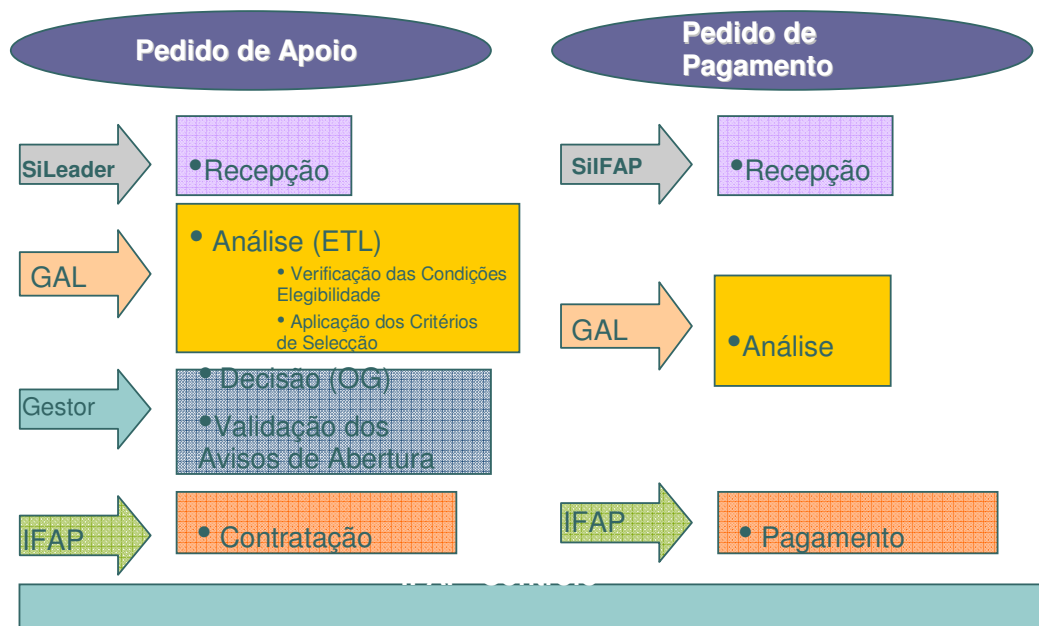 Pedido de Apoio
SiLeader
•Recepção
GAL
• Análise (ETL)
• Verificação das Condições
Elegibilidade
• Aplicação dos Critérios
de Selecção
Gestor
• Decisão (OG)
•Validação dos
Avisos de Abertura
IFAP
• Contratação
Pedido de
Pagamento
SiIFAP
•Recepção
GAL
•Análise
IFAP
• Pagamento